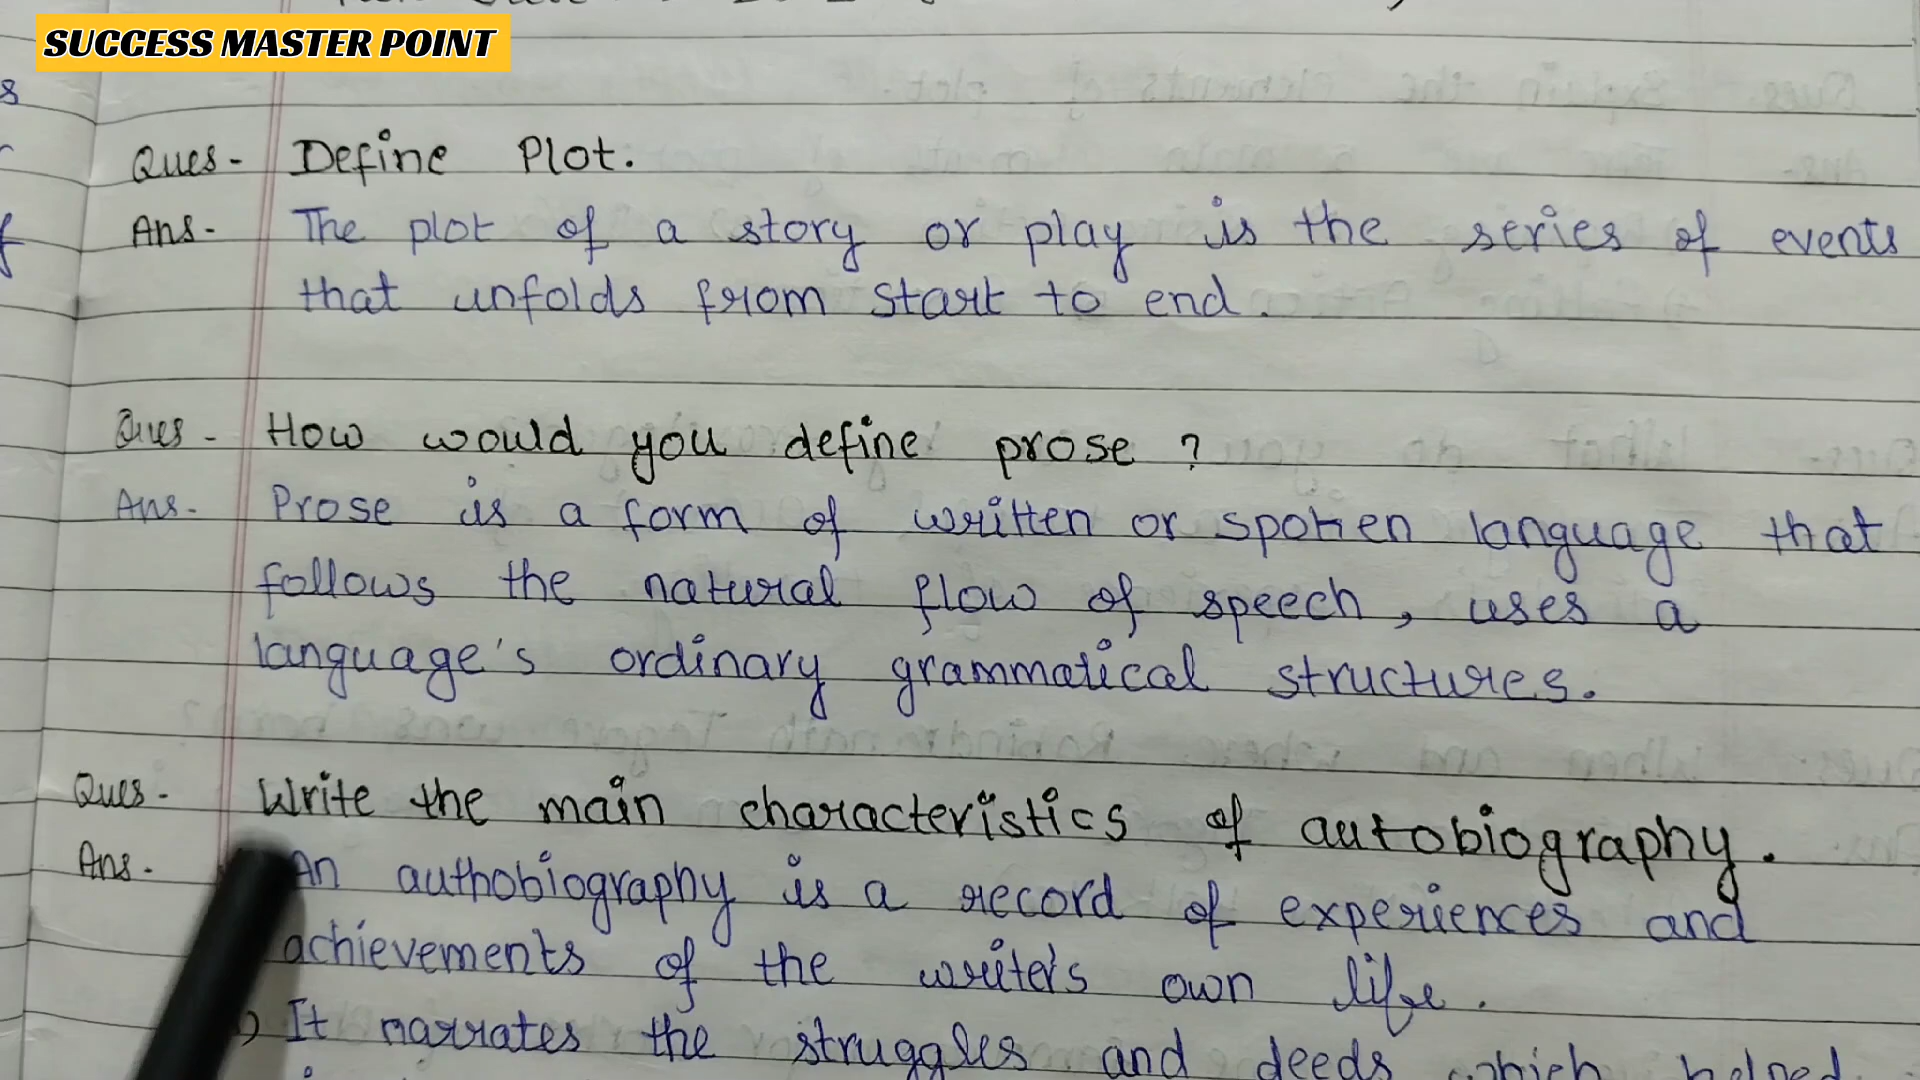 SUCCESS MASTER POINT
Ques- Define Plot.
Ans- The plot of a story or play is the series of events
that unfolds from start to end.
Ques- How would you define prose ?
Ans- Prose is a form of written or spoken language that
follows the natural flow of speech, uses a
language's ordinary grammatical structures.
Ques- Write the main characteristics of autobiography.
Ans. An authobiography is a record of experiences and
achievements of the writer's own life.
) It narrates the struggles and deeds which helped